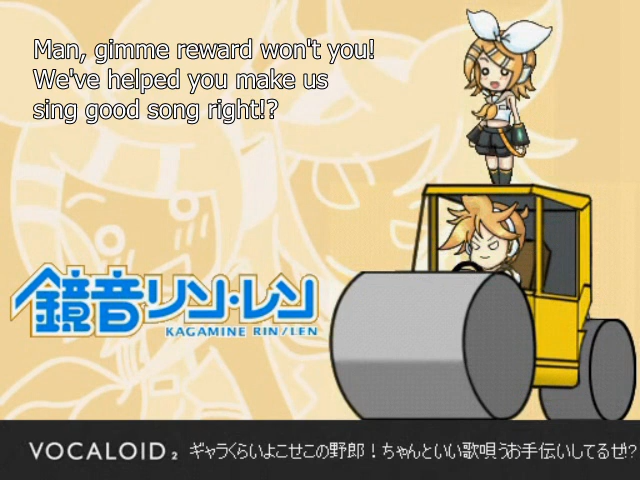 Man, gimme reward won't you!
We've helped you make us
sing good song right!?
鏡音リン・レン
KAGAMINE RIN/LEN
VOCALOID2 ギャラくらいよこせこの野郎！ちゃんといい歌唄うお手伝いしてるぜ!?